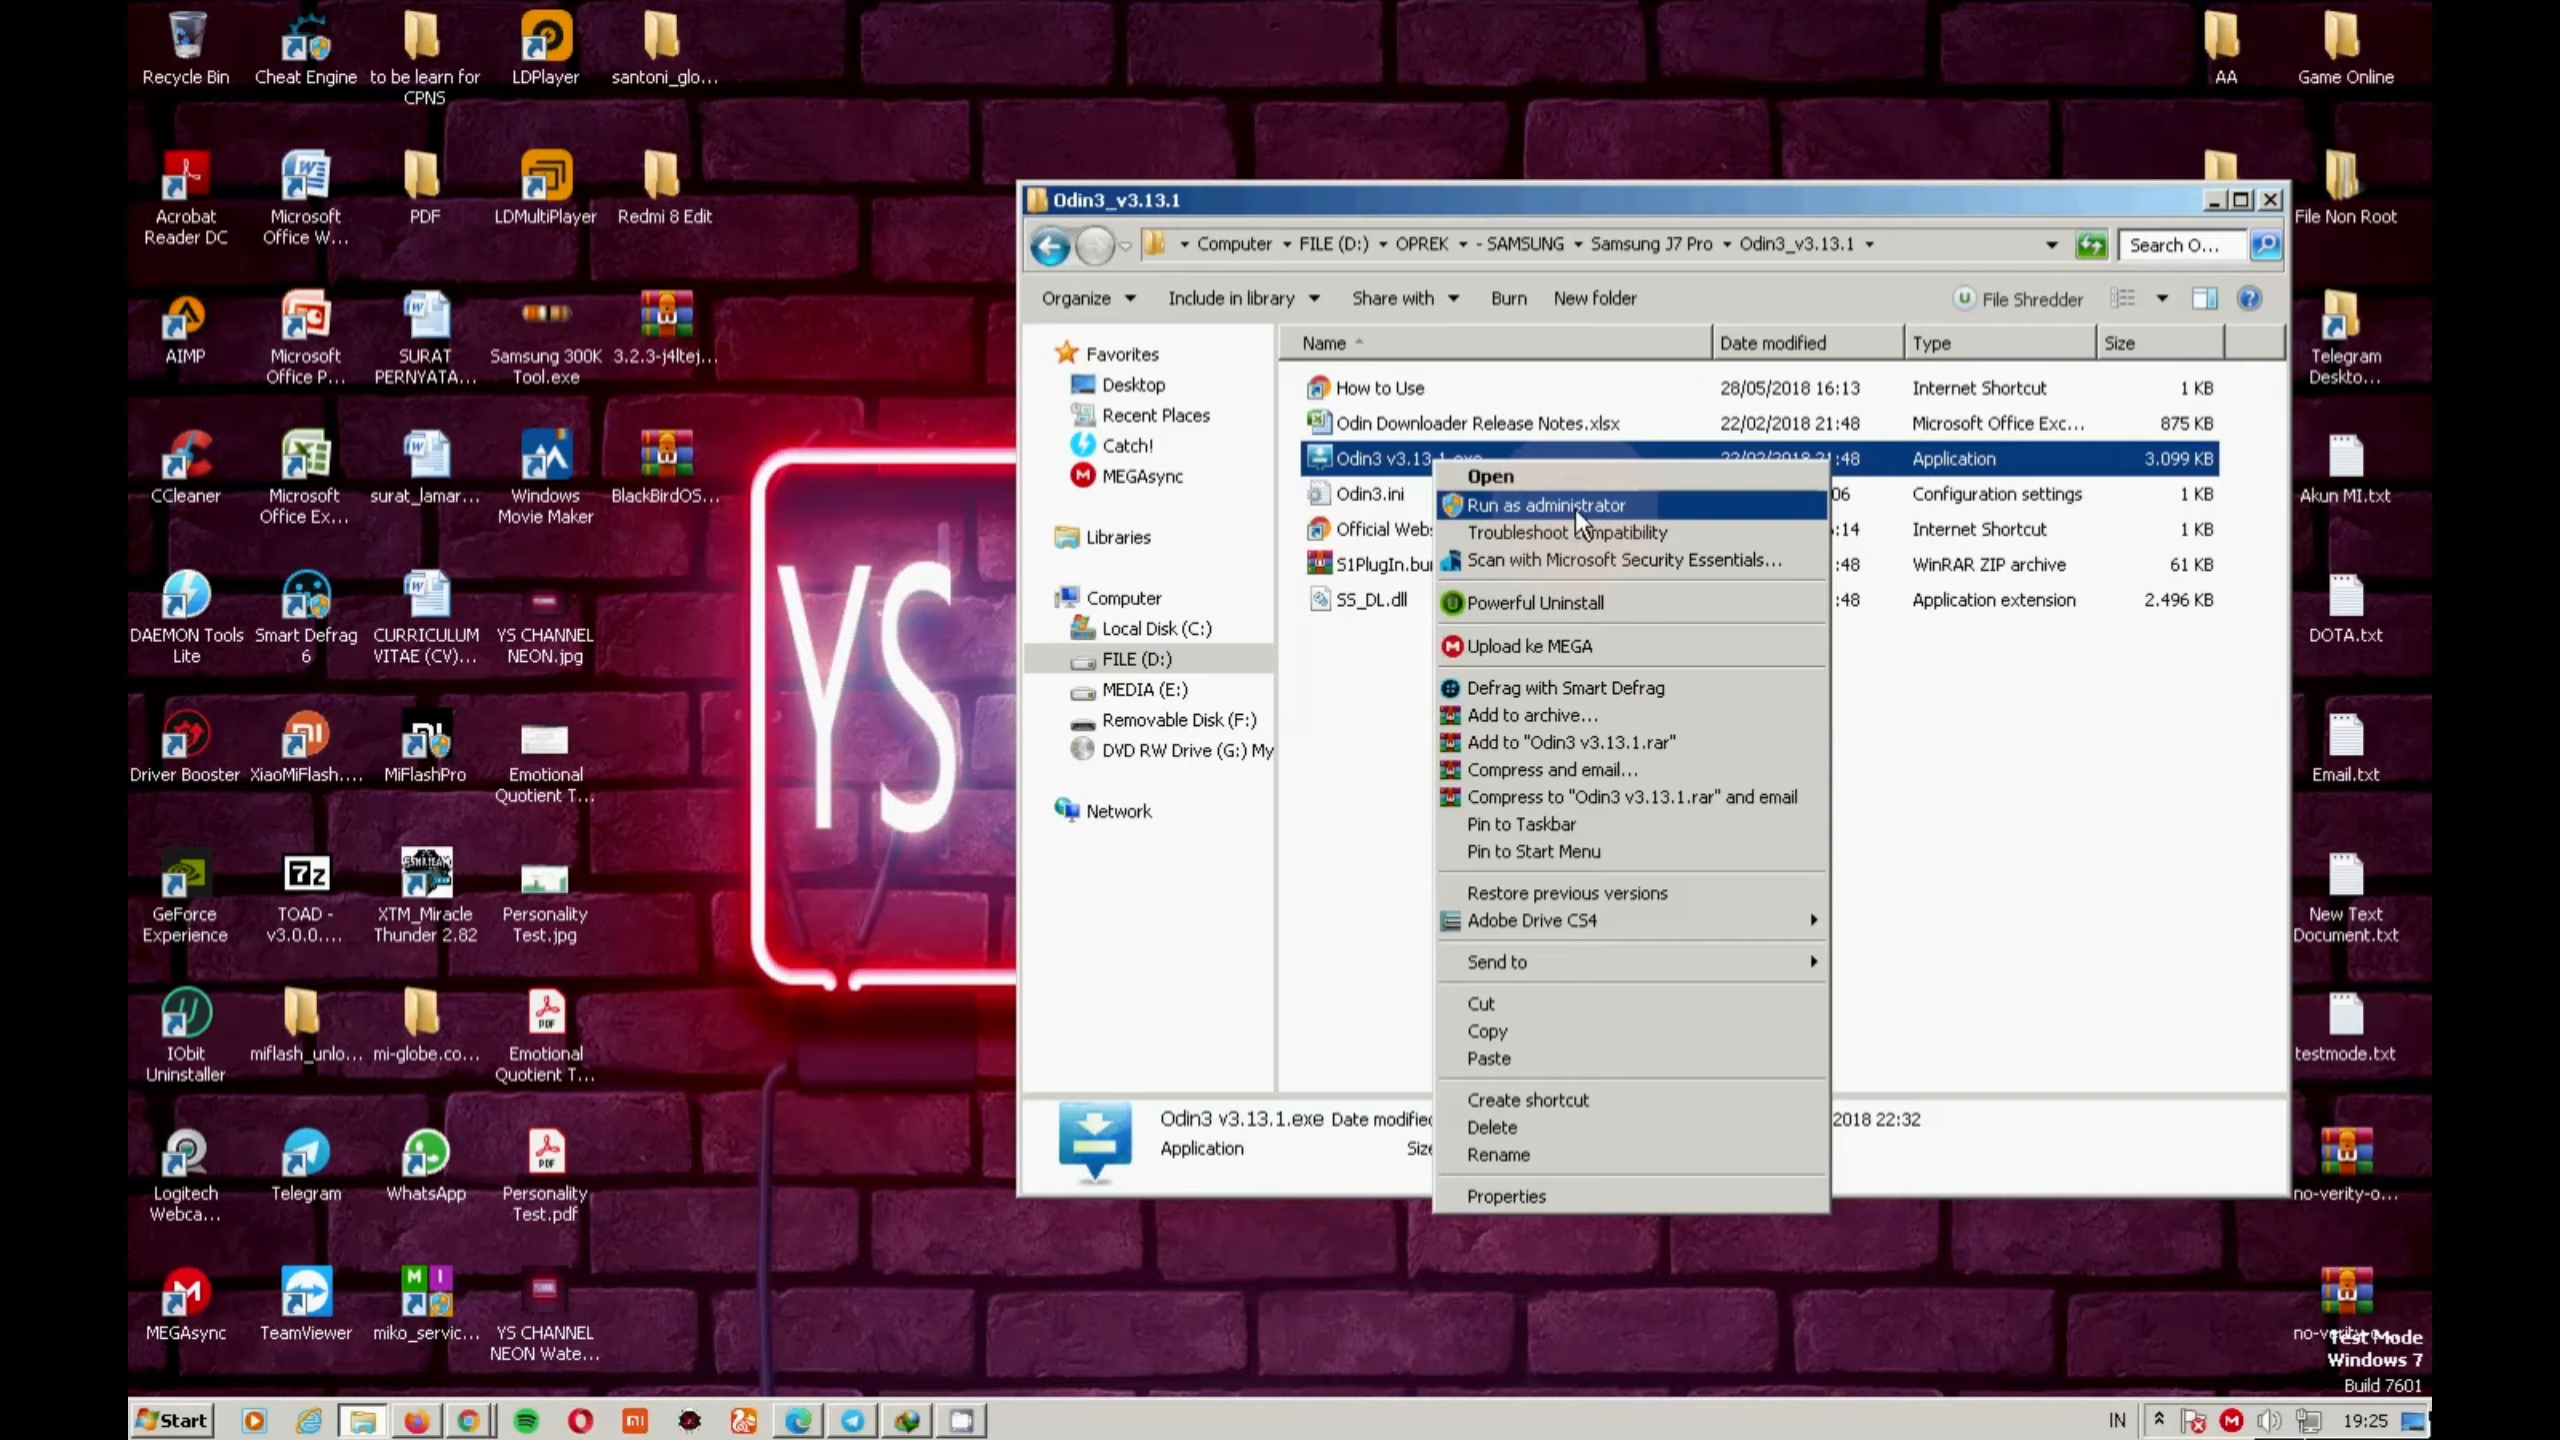 Recycle Bin
Cheat Engine
to be learn for
CPNS
LDPlayer
santoni_glo...
AA
Game Online
Acrobat
Reader DC
Microsoft
Office W...
PDF
LDMultiPlayer
Redmi 8 Edit
File Non Root
AIMP
Microsoft
Office P...
SURAT
PERNYATA...
Samsung 300K
Tool.exe
3.2.3-j4ltej...
Telegram
Deskto...
CCleaner
Microsoft
Office Ex...
surat_lamar...
Windows
Movie Maker
BlackBirdOS...
Akun MI.txt
DAEMON Tools
Lite
Smart Defrag
6
CURRICULUM
VITAE (CV)...
YS CHANNEL
NEON.jpg
DOTA.txt
Driver Booster
XiaoMiFlash....
MiFlashPro
Emotional
Quotient T...
Email.txt
GeForce
Experience
7z
TOAD -
v3.0.0....
XTM_Miracle
Thunder 2.82
Personality
Test.jpg
New Text
Document.txt
IObit
Uninstaller
miflash_unlo...
mi-globe.co...
PDF
Emotional
Quotient T...
testmode.txt
Logitech
Webca...
Telegram
WhatsApp
PDF
Personality
Test.pdf
no-verity-o...
MEGAsync
TeamViewer
miko_servic...
YS CHANNEL
NEON Wate...
YS
Odin3_v3.13.1
Computer FILE (D:) OPREK - SAMSUNG Samsung J7 Pro Odin3_v3.13.1
Search O...
Organize Include in library Share with Burn New folder File Shredder
Favorites
Desktop
Recent Places
Catch!
MEGAsync
Libraries
Computer
Local Disk (C:)
FILE (D:)
MEDIA (E:)
Removable Disk (F:)
DVD RW Drive (G:) My
Network
Name Date modified Type Size
How to Use 28/05/2018 16:13 Internet Shortcut 1 KB
Odin Downloader Release Notes.xlsx 22/02/2018 21:48 Microsoft Office Exc... 875 KB
Odin3 v3.13.1.exe 22/02/2018 21:48 Application 3.099 KB
Odin3.ini 06 Configuration settings 1 KB
Official Webs :14 Internet Shortcut 1 KB
S1PlugIn.bu :48 WinRAR ZIP archive 61 KB
SS_DL.dll :48 Application extension 2.496 KB
Open
Run as administrator
Troubleshoot compatibility
Scan with Microsoft Security Essentials...
Powerful Uninstall
Upload ke MEGA
Defrag with Smart Defrag
Add to archive...
Add to "Odin3 v3.13.1.rar"
Compress and email...
Compress to "Odin3 v3.13.1.rar" and email
Pin to Taskbar
Pin to Start Menu
Restore previous versions
Adobe Drive CS4
Send to
Cut
Copy
Paste
Create shortcut
Delete
Rename
Properties
Odin3 v3.13.1.exe Date modified 2018 22:32
Application Size
Test Mode
Windows 7
Build 7601
Start
IN
19:25